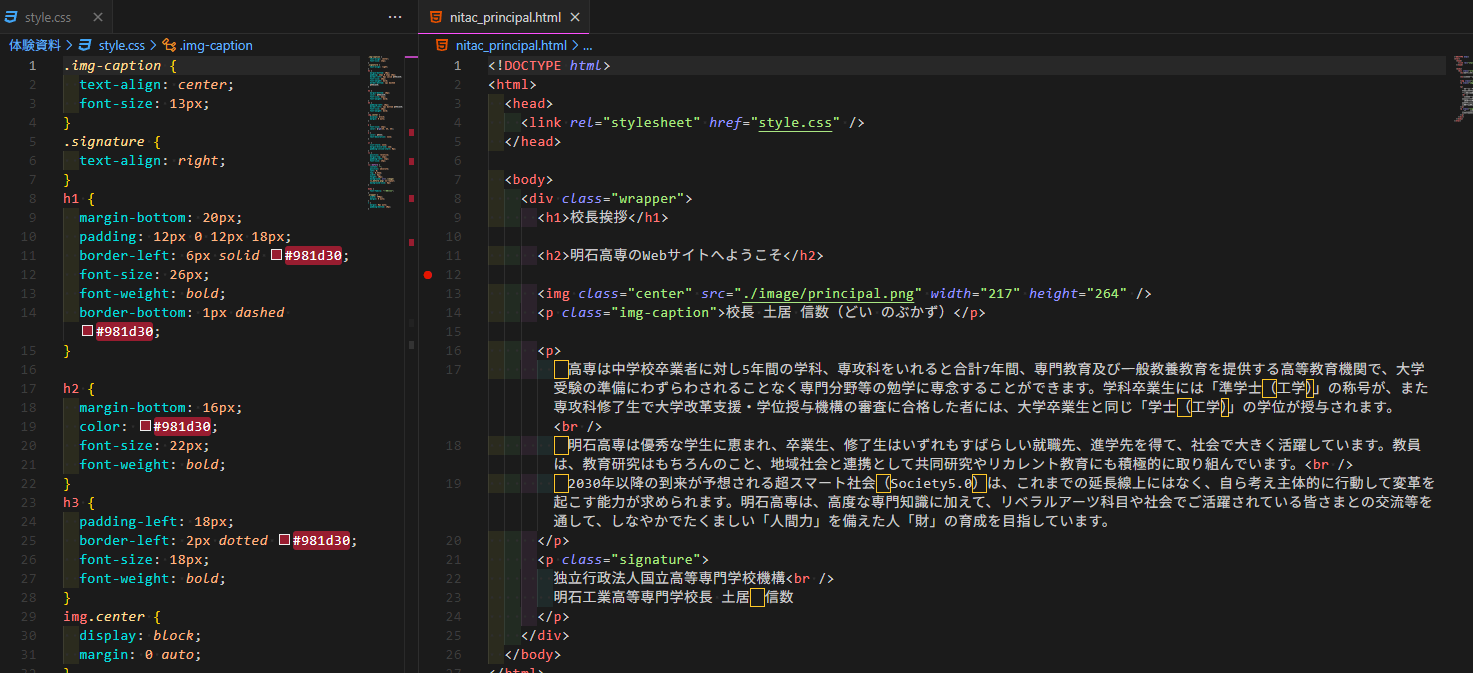 style.css
体験資料 > style.css > .img-caption
1 .img-caption {
2 text-align: center;
3 font-size: 13px;
4 }
5 .signature {
6 text-align: right;
7 }
8 h1 {
9 margin-bottom: 20px;
10 padding: 12px 0 12px 18px;
11 border-left: 6px solid #981d30;
12 font-size: 26px;
13 font-weight: bold;
14 border-bottom: 1px dashed
#981d30;
15 }
16
17 h2 {
18 margin-bottom: 16px;
19 color: #981d30;
20 font-size: 22px;
21 font-weight: bold;
22 }
23 h3 {
24 padding-left: 18px;
25 border-left: 2px dotted #981d30;
26 font-size: 18px;
27 font-weight: bold;
28 }
29 img.center {
30 display: block;
31 margin: 0 auto;
nitac_principal.html
nitac_principal.html > ...
1 <!DOCTYPE html>
2 <html>
3 <head>
4 <link rel="stylesheet" href="style.css" />
5 </head>
6
7 <body>
8 <div class="wrapper">
9 <h1>校長挨拶</h1>
10
11 <h2>明石高専のWebサイトへようこそ</h2>
12
13 <img class="center" src="./image/principal.png" width="217" height="264" />
14 <p class="img-caption">校長 土居 信数（どい のぶかず）</p>
15
16 <p>
17 　高専は中学校卒業者に対し5年間の学科、専攻科をいれると合計7年間、専門教育及び一般教養教育を提供する高等教育機関で、大学
受験の準備にわずらわされることなく専門分野等の勉学に専念することができます。学科卒業生には「準学士（工学）」の称号が、また
専攻科修了生で大学改革支援・学位授与機構の審査に合格した者には、大学卒業生と同じ「学士（工学）」の学位が授与されます。
<br />
18 　明石高専は優秀な学生に恵まれ、卒業生、修了生はいずれもすばらしい就職先、進学先を得て、社会で大きく活躍しています。教員
は、教育研究はもちろんのこと、地域社会と連携として共同研究やリカレント教育にも積極的に取り組んでいます。<br />
19 　2030年以降の到来が予想される超スマート社会（Society5.0）は、これまでの延長線上にはなく、自ら考え主体的に行動して変革を
起こす能力が求められます。明石高専は、高度な専門知識に加えて、リベラルアーツ科目や社会でご活躍されている皆さまとの交流等を
通して、しなやかでたくましい「人間力」を備えた人「財」の育成を目指しています。
20 </p>
21 <p class="signature">
22 独立行政法人国立高等専門学校機構<br />
23 明石工業高等専門学校長 土居　信数
24 </p>
25 </div>
26 </body>